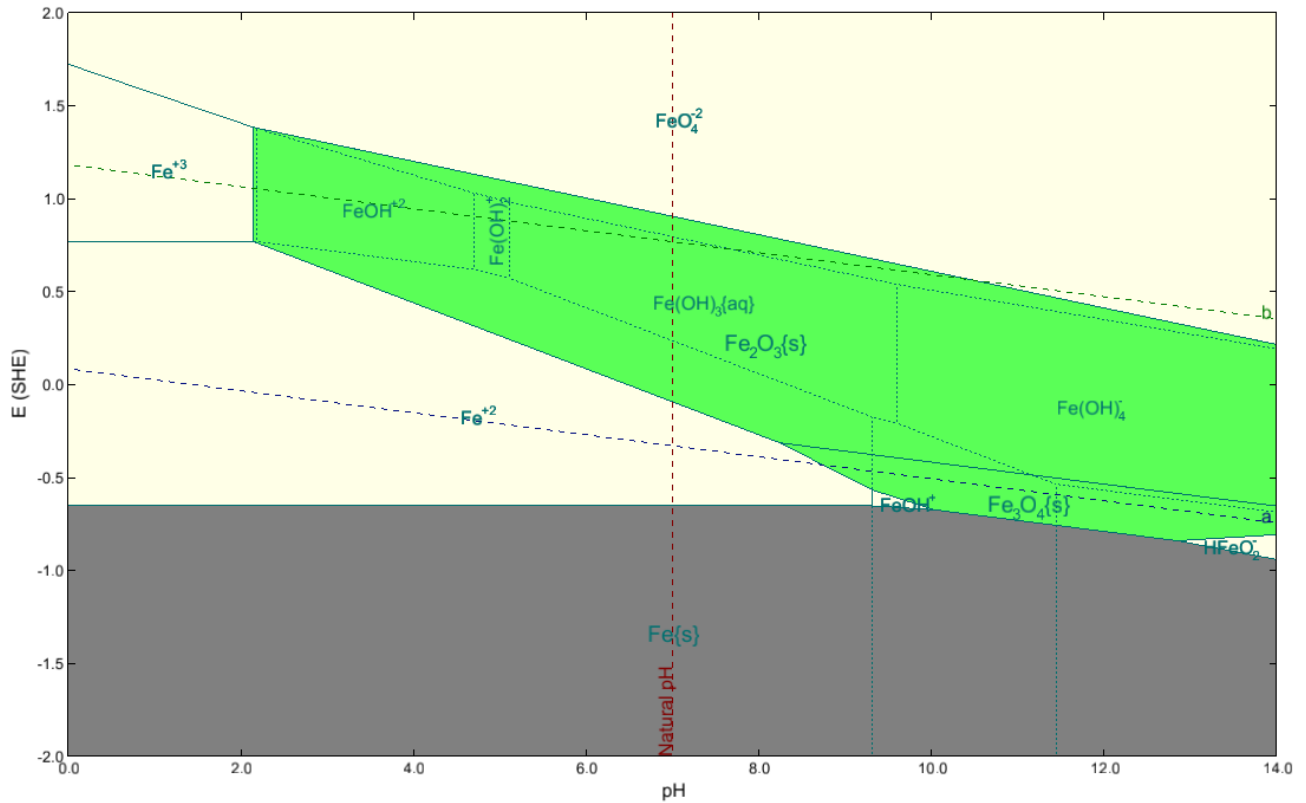 2.0
1.5
1.0
0.5
0.0
-0.5
-1.0
-1.5
-2.0
E (SHE)
FeO₄⁻²
Fe⁺³
FeOH⁺²
Fe(OH)₂⁺
Fe(OH)₃{aq}
Fe₂O₃{s}
b
Fe⁺²
Fe(OH)₄⁻
FeOH⁺
Fe₃O₄{s}
a
HFeO₂⁻
Fe{s}
Natural pH
0.0 2.0 4.0 6.0 8.0 10.0 12.0 14.0
pH